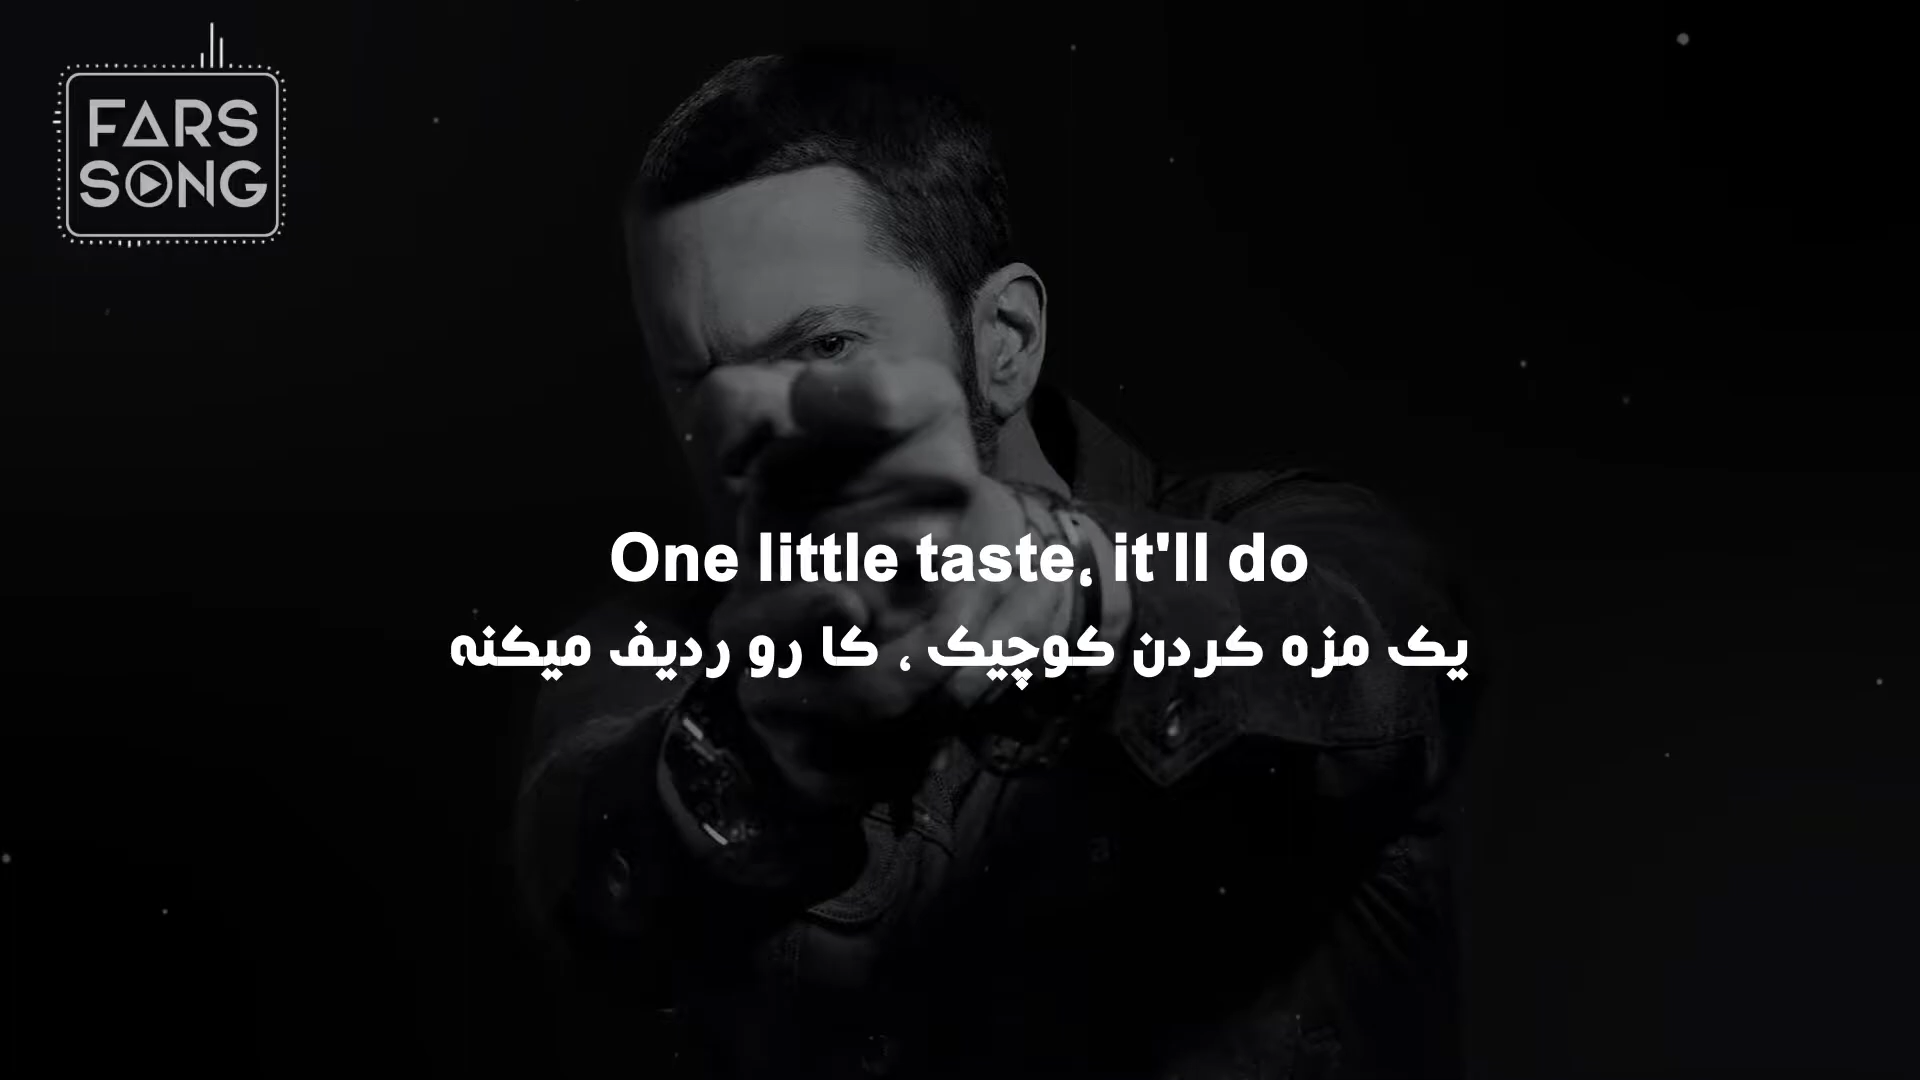 FARS
SONG
One little taste، it'll do
یک مزه کردن کوچیک ، کا رو ردیف میکنه